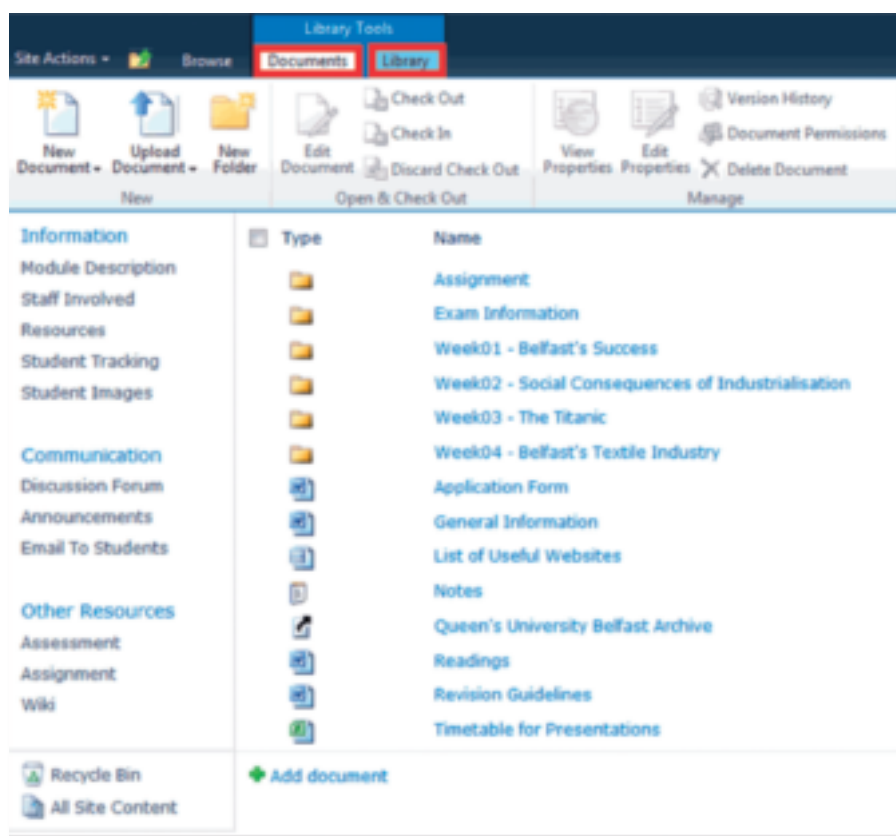 Library Tools
Site Actions Browse Documents Library
New Document Upload Document New Folder
Edit Document Check Out Check In Discard Check Out
View Properties Edit Properties Version History Document Permissions Delete Document
New Open & Check Out Manage
Information
Module Description
Staff Involved
Resources
Student Tracking
Student Images
Communication
Discussion Forum
Announcements
Email To Students
Other Resources
Assessment
Assignment
Wiki
Recycle Bin
All Site Content
Type Name
Assignment
Exam Information
Week01 - Belfast's Success
Week02 - Social Consequences of Industrialisation
Week03 - The Titanic
Week04 - Belfast's Textile Industry
Application Form
General Information
List of Useful Websites
Notes
Queen's University Belfast Archive
Readings
Revision Guidelines
Timetable for Presentations
Add document